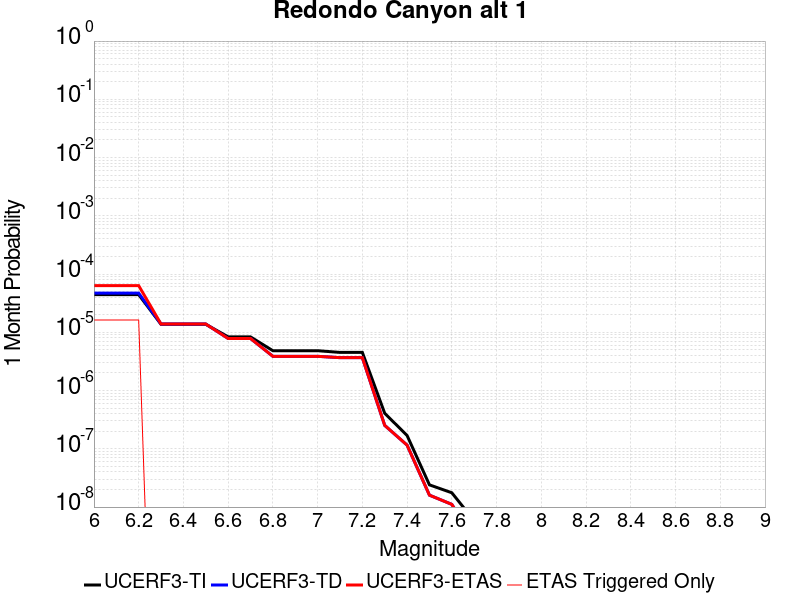 Redondo Canyon alt 1
10 0
10 -1
10 -2
10 -3
10 -4
10 -5
10 -6
10 -7
10 -8
1 Month Probability
6 6.2 6.4 6.6 6.8 7 7.2 7.4 7.6 7.8 8 8.2 8.4 8.6 8.8 9
Magnitude
UCERF3-TI UCERF3-TD UCERF3-ETAS ETAS Triggered Only